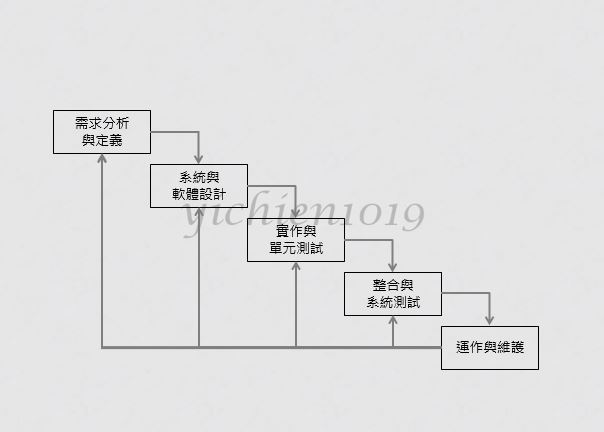 需求分析
與定義
系統與
軟體設計
yichien1019
實作與
單元測試
整合與
系統測試
運作與維護